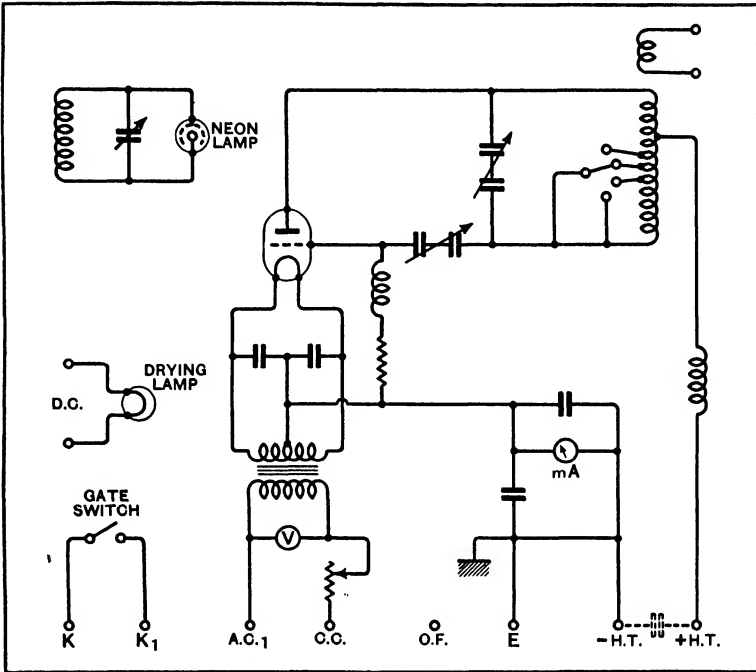 NEON
LAMP
DRYING
LAMP
D.C.
mA
GATE
SWITCH
V
K K1 A.C.1 C.C. O.F. E -H.T. +H.T.